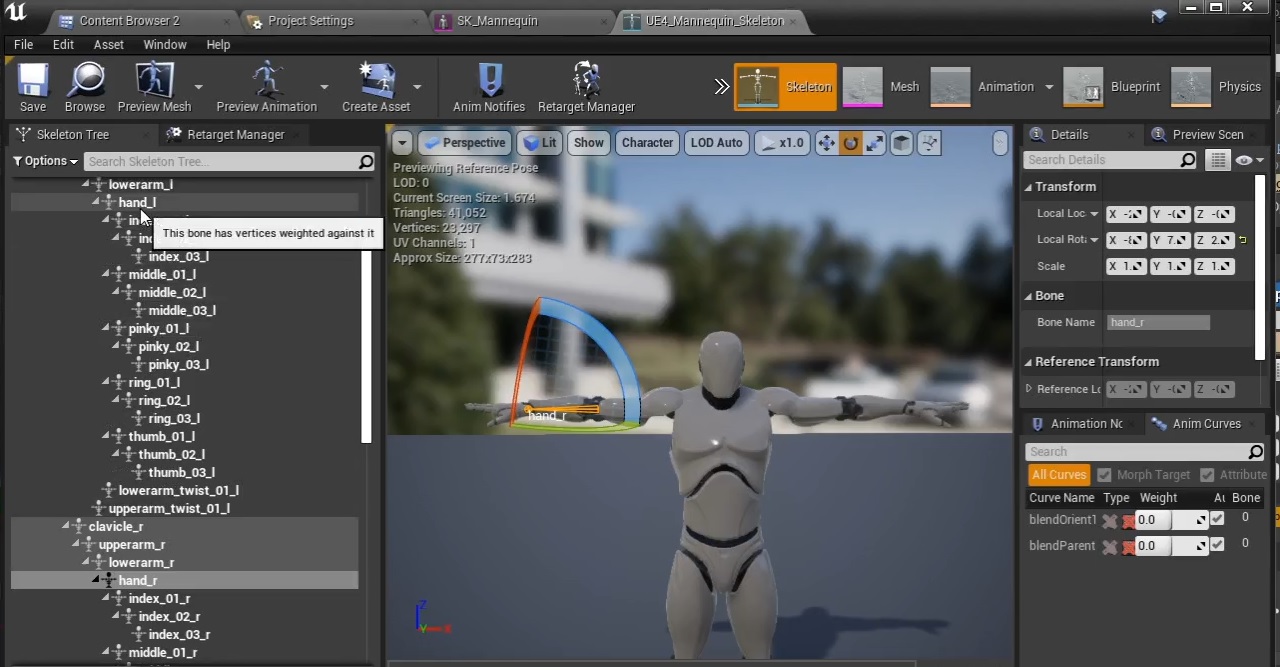 Content Browser 2
Project Settings
SK_Mannequin
UE4_Mannequin_Skeleton
File Edit Asset Window Help
Save
Browse
Preview Mesh
Preview Animation
Create Asset
Anim Notifies
Retarget Manager
Skeleton
Mesh
Animation
Blueprint
Physics
Skeleton Tree
Retarget Manager
Options
Search Skeleton Tree...
lowerarm_l
hand_l
This bone has vertices weighted against it
index_03_l
middle_01_l
middle_02_l
middle_03_l
pinky_01_l
pinky_02_l
pinky_03_l
ring_01_l
ring_02_l
ring_03_l
thumb_01_l
thumb_02_l
thumb_03_l
lowerarm_twist_01_l
upperarm_twist_01_l
clavicle_r
upperarm_r
lowerarm_r
hand_r
index_01_r
index_02_r
index_03_r
middle_01_r
Perspective
Lit
Show
Character
LOD Auto
x1.0
Previewing Reference Pose
LOD: 0
Current Screen Size: 1.674
Triangles: 41,052
Vertices: 23,297
UV Channels: 1
Approx Size: 277x73x283
hand_r
Z
Y X
Details
Preview Scen
Search Details
Transform
Local Loc
X Y Z
Local Rota
X Y 7. Z 2.
Scale
X 1. Y 1. Z 1.
Bone
Bone Name hand_r
Reference Transform
Reference Lo
X Y Z
Animation No
Anim Curves
Search
All Curves
Morph Target
Attribute
Curve Name Type Weight Au Bone
blendOrient1 0.0 0
blendParent 0.0 0